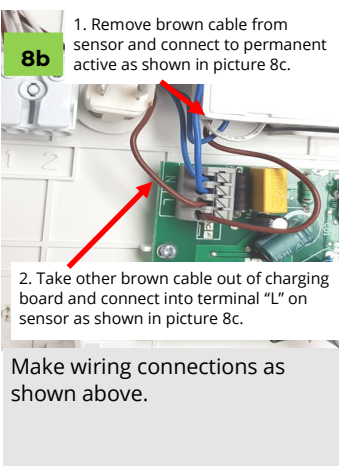 8b
1. Remove brown cable from
sensor and connect to permanent
active as shown in picture 8c.
1 2
N
L
2. Take other brown cable out of charging
board and connect into terminal “L” on
sensor as shown in picture 8c.
Make wiring connections as
shown above.